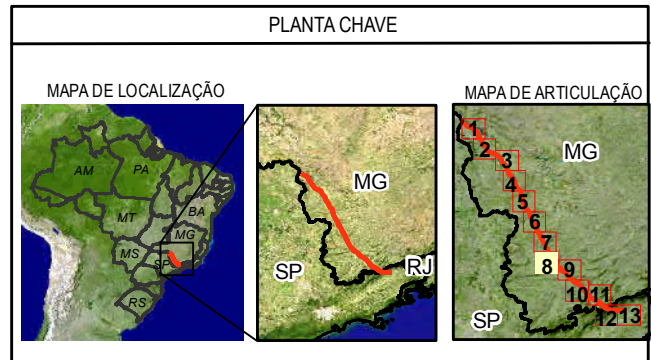 PLANTA CHAVE
MAPA DE LOCALIZAÇÃO
AM
PA
MT
BA
MG
MS
SP
RS
MG
SP
RJ
MAPA DE ARTICULAÇÃO
1
2
3
MG
4
5
6
7
8
9
10
11
SP
12
13